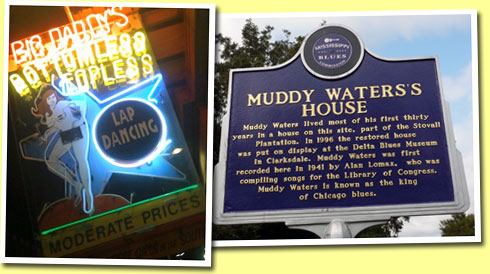 BIG DADDY'S
BOTTOMLESS
TOPLESS
LAP
DANCING
MODERATE PRICES
MISSISSIPPI
BLUES
COMMISSION
MUDDY WATERS'S
HOUSE
Muddy Waters lived most of his first thirty
years in a house on this site, part of the Stovall
Plantation. In 1996 the restored house
was put on display at the Delta Blues Museum
in Clarksdale. Muddy Waters was first
recorded here in 1941 by Alan Lomax, who was
compiling songs for the Library of Congress.
Muddy Waters is known as the king
of Chicago blues.